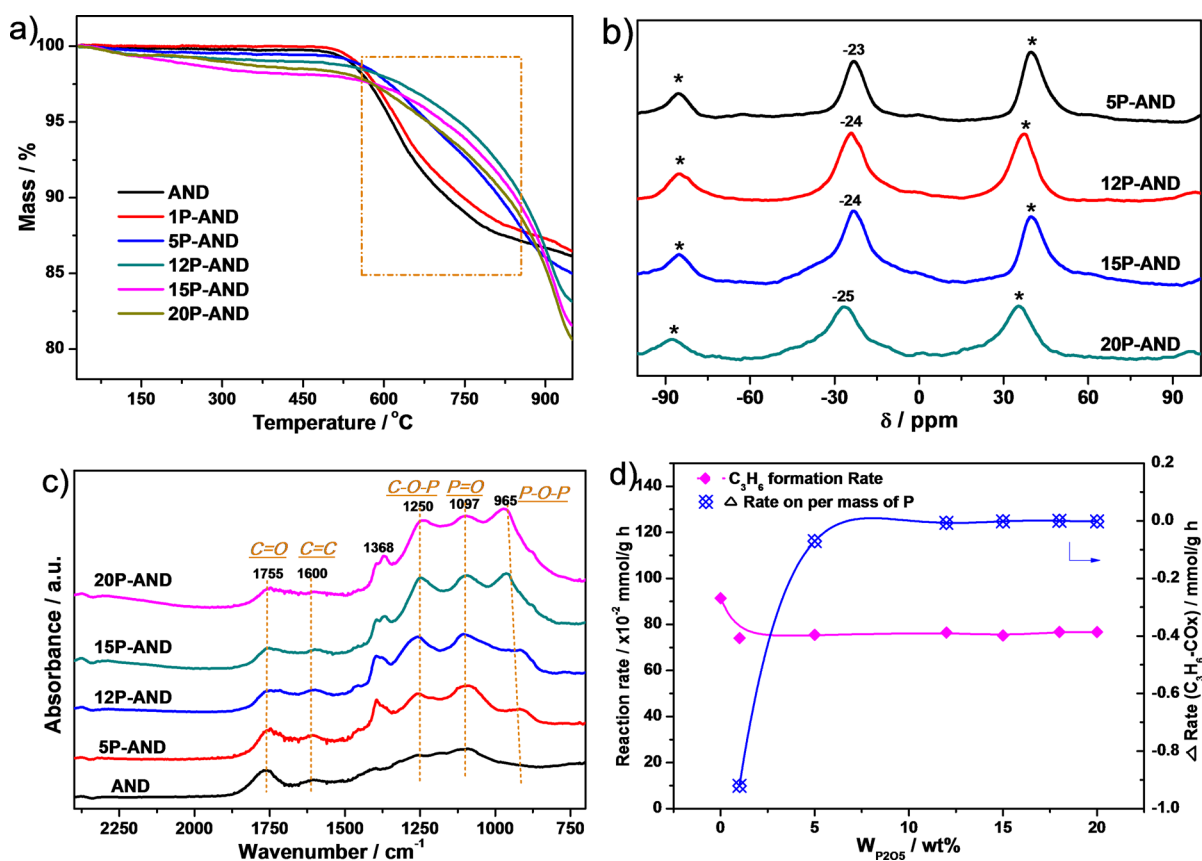 a)
100
95
90
85
80
Mass / %
AND
1P-AND
5P-AND
12P-AND
15P-AND
20P-AND
150 300 450 600 750 900
Temperature / °C
b)
* -23 * 5P-AND
* -24 * 12P-AND
* -24 * 15P-AND
* -25 * 20P-AND
-90 -60 -30 0 30 60 90
δ / ppm
c)
C-O-P P=O P-O-P
1250 1097 965
C=O C=C
1755 1600 1368
20P-AND
15P-AND
12P-AND
5P-AND
AND
Absorbance / a.u.
2250 2000 1750 1500 1250 1000 750
Wavenumber / cm⁻¹
d)
C₃H₆ formation Rate
△ Rate on per mass of P
140
120
100
80
60
40
20
0
Reaction rate / x10⁻² mmol/g h
0.2
0.0
-0.2
-0.4
-0.6
-0.8
-1.0
△ Rate (C₃H₆-COx) / mmol/g h
0 5 10 15 20
W_P2O5 / wt%